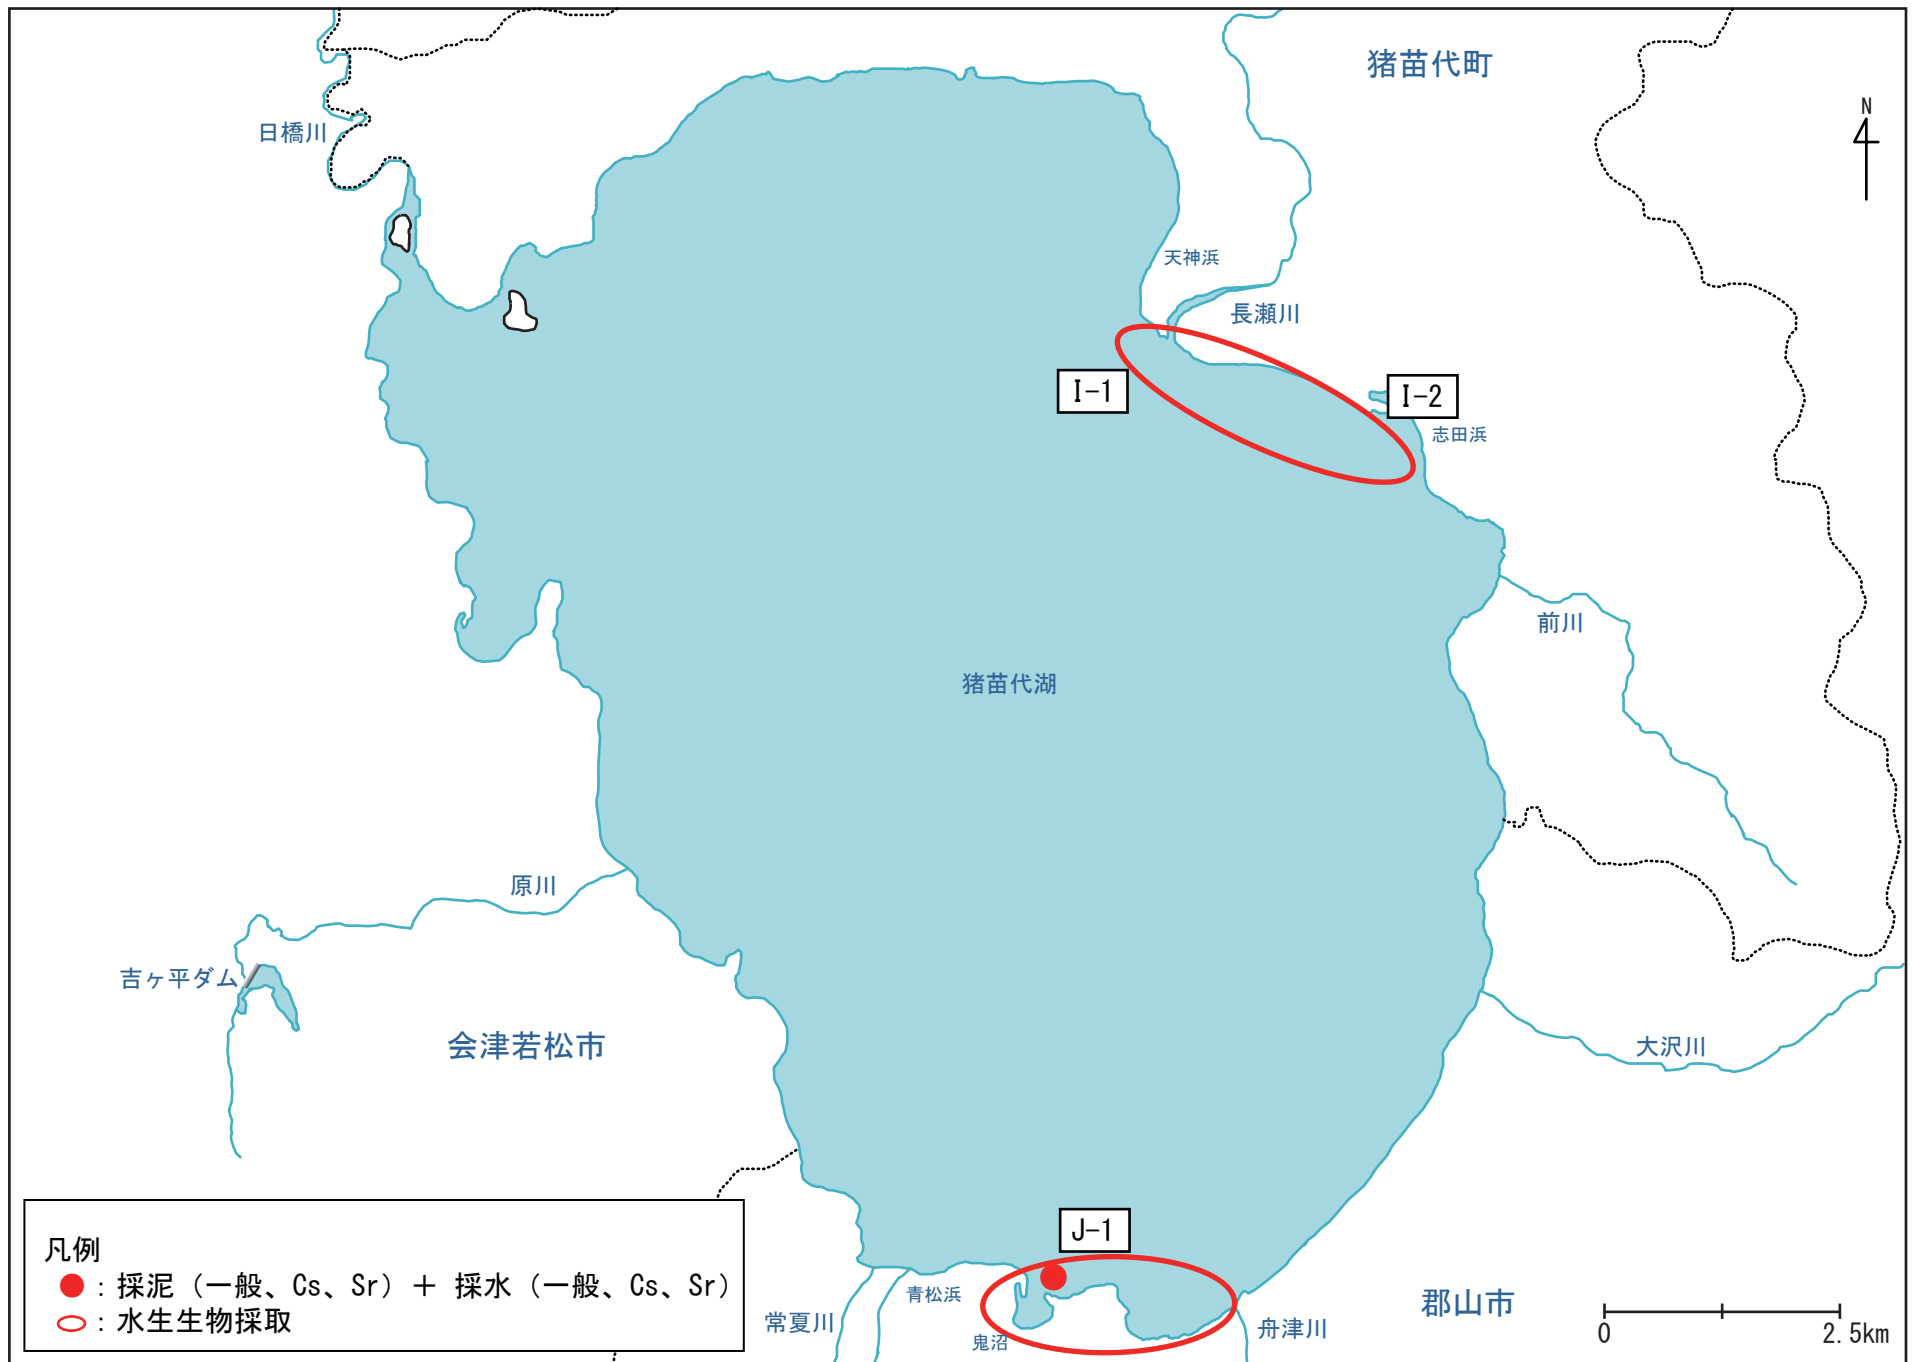 猪苗代町
N
日橋川
天神浜
長瀬川
I-1
I-2
志田浜
前川
猪苗代湖
原川
吉ヶ平ダム
会津若松市
大沢川
J-1
凡例
：採泥（一般、Cs、Sr）＋ 採水（一般、Cs、Sr）
：水生生物採取
青松浜
常夏川
鬼沼
舟津川
郡山市
0 2.5km